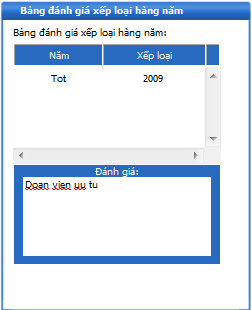 Bảng đánh giá xếp loại hàng năm
Bảng đánh giá xếp loại hàng năm:
Năm Xếp loại
Tot 2009
Đánh giá:
Doan vien uu tu